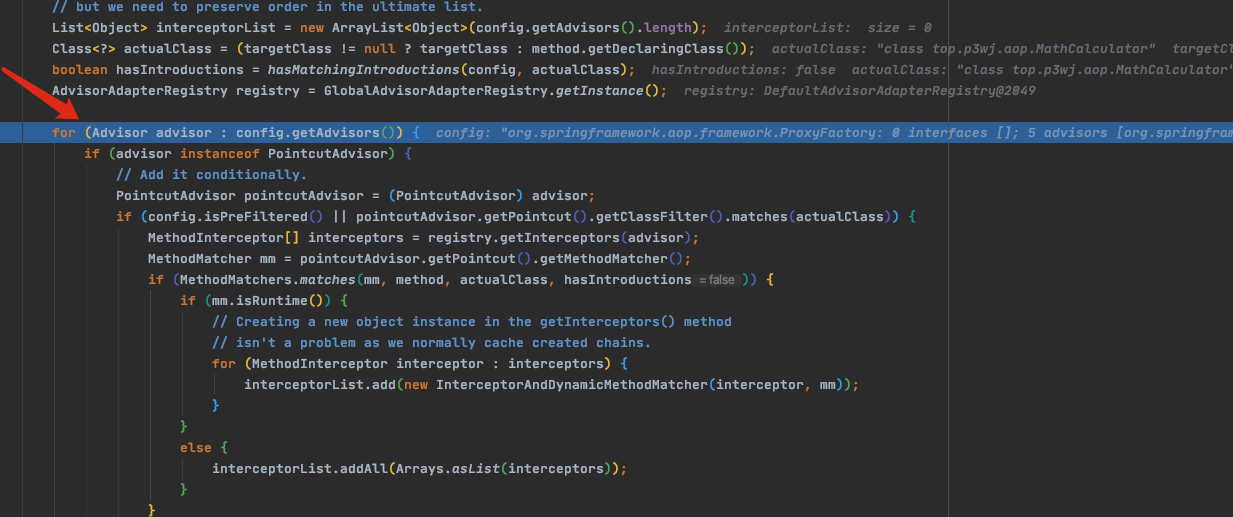 // but we need to preserve order in the ultimate list.
List<Object> interceptorList = new ArrayList<Object>(config.getAdvisors().length);  interceptorList:  size = 0
Class<?> actualClass = (targetClass != null ? targetClass : method.getDeclaringClass());  actualClass: "class top.p3wj.aop.MathCalculator"  targetCl
boolean hasIntroductions = hasMatchingIntroductions(config, actualClass);  hasIntroductions: false  actualClass: "class top.p3wj.aop.MathCalculator"
AdvisorAdapterRegistry registry = GlobalAdvisorAdapterRegistry.getInstance();  registry: DefaultAdvisorAdapterRegistry@2049
for (Advisor advisor : config.getAdvisors()) {  config: "org.springframework.aop.framework.ProxyFactory: 0 interfaces []; 5 advisors [org.springfram
if (advisor instanceof PointcutAdvisor) {
// Add it conditionally.
PointcutAdvisor pointcutAdvisor = (PointcutAdvisor) advisor;
if (config.isPreFiltered() || pointcutAdvisor.getPointcut().getClassFilter().matches(actualClass)) {
MethodInterceptor[] interceptors = registry.getInterceptors(advisor);
MethodMatcher mm = pointcutAdvisor.getPointcut().getMethodMatcher();
if (MethodMatchers.matches(mm, method, actualClass, hasIntroductions = false )) {
if (mm.isRuntime()) {
// Creating a new object instance in the getInterceptors() method
// isn't a problem as we normally cache created chains.
for (MethodInterceptor interceptor : interceptors) {
interceptorList.add(new InterceptorAndDynamicMethodMatcher(interceptor, mm));
}
}
else {
interceptorList.addAll(Arrays.asList(interceptors));
}
}